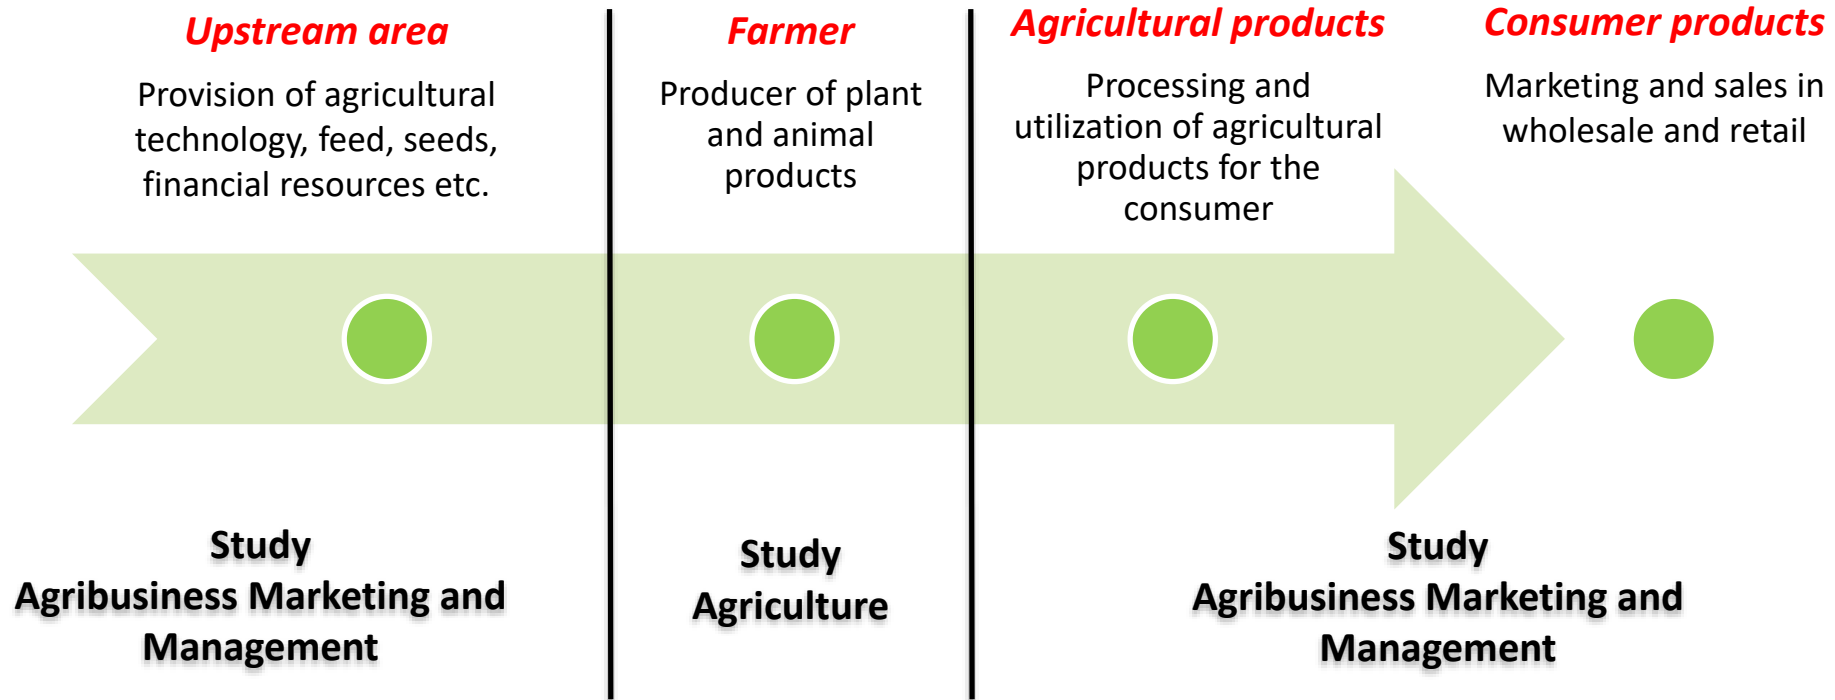 Upstream area
Provision of agricultural
technology, feed, seeds,
financial resources etc.
Farmer
Producer of plant
and animal
products
Agricultural products
Processing and
utilization of agricultural
products for the
consumer
Consumer products
Marketing and sales in
wholesale and retail
Study
Agribusiness Marketing and
Management
Study
Agriculture
Study
Agribusiness Marketing and
Management